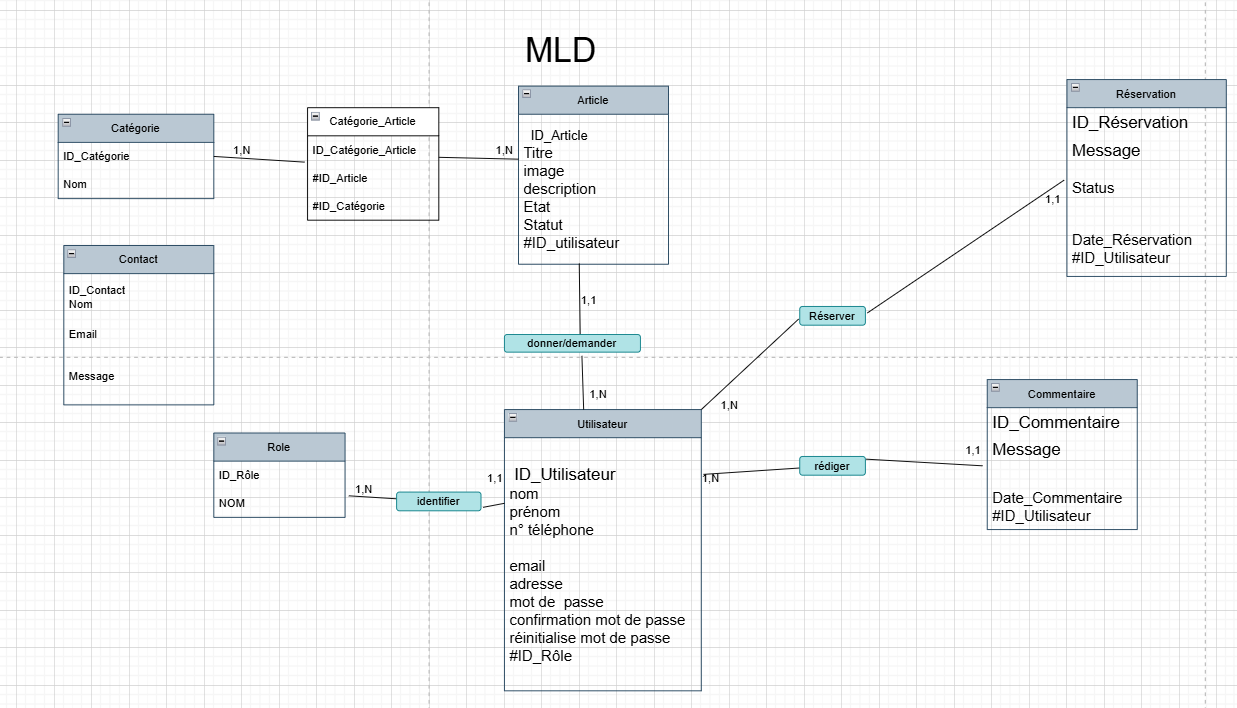 MLD
Catégorie
ID_Catégorie
Nom
1,N
Catégorie_Article
ID_Catégorie_Article
#ID_Article
#ID_Catégorie
1,N
Article
ID_Article
Titre
image
description
Etat
Statut
#ID_utilisateur
Réservation
ID_Réservation
Message
Status
Date_Réservation
#ID_Utilisateur
1,1
Contact
ID_Contact
Nom
Email
Message
1,1
donner/demander
1,N
Réserver
1,N
Role
ID_Rôle
NOM
1,N
identifier
1,1
Utilisateur
ID_Utilisateur
nom
prénom
n° téléphone
email
adresse
mot de  passe
confirmation mot de passe
réinitialise mot de passe
#ID_Rôle
1,N
rédiger
1,1
Commentaire
ID_Commentaire
Message
Date_Commentaire
#ID_Utilisateur